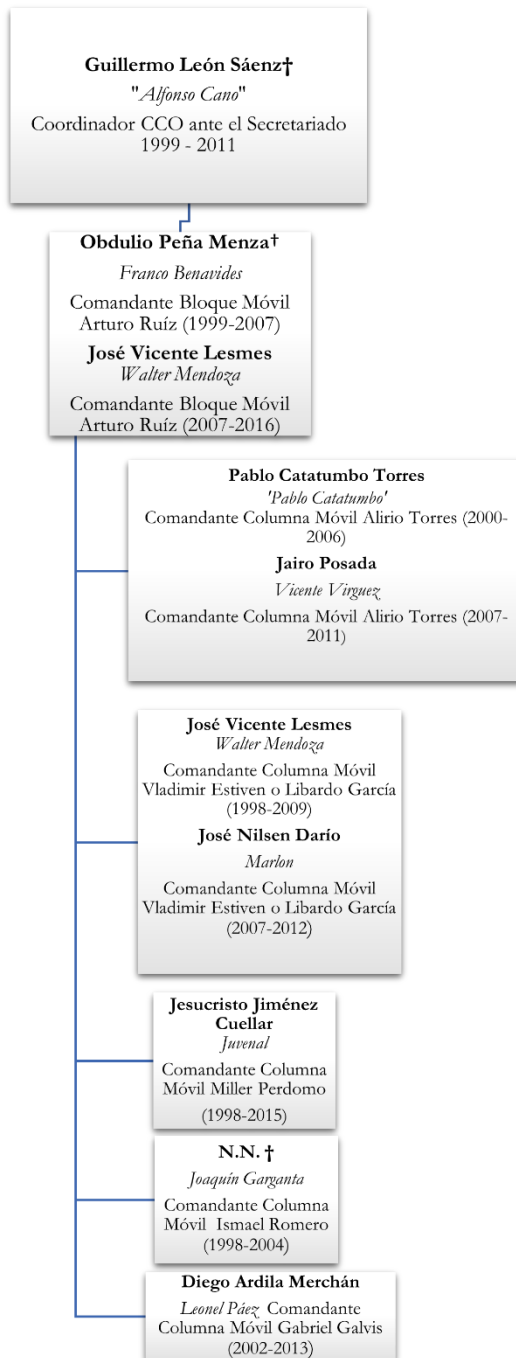 Guillermo León Sáenz†
"Alfonso Cano"
Coordinador CCO ante el Secretariado
1999 - 2011
Obdulio Peña Menza†
Franco Benavides
Comandante Bloque Móvil
Arturo Ruíz (1999-2007)
José Vicente Lesmes
Walter Mendoza
Comandante Bloque Móvil
Arturo Ruíz (2007-2016)
Pablo Catatumbo Torres
'Pablo Catatumbo'
Comandante Columna Móvil Alirio Torres (2000-
2006)
Jairo Posada
Vicente Virguez
Comandante Columna Móvil Alirio Torres (2007-
2011)
José Vicente Lesmes
Walter Mendoza
Comandante Columna Móvil
Vladimir Estiven o Libardo García
(1998-2009)
José Nilsen Darío
Marlon
Comandante Columna Móvil
Vladimir Estiven o Libardo García
(2007-2012)
Jesucristo Jiménez
Cuellar
Juvenal
Comandante Columna
Móvil Miller Perdomo
(1998-2015)
N.N. †
Joaquín Garganta
Comandante Columna
Móvil Ismael Romero
(1998-2004)
Diego Ardila Merchán
Leonel Páez Comandante
Columna Móvil Gabriel Galvis
(2002-2013)